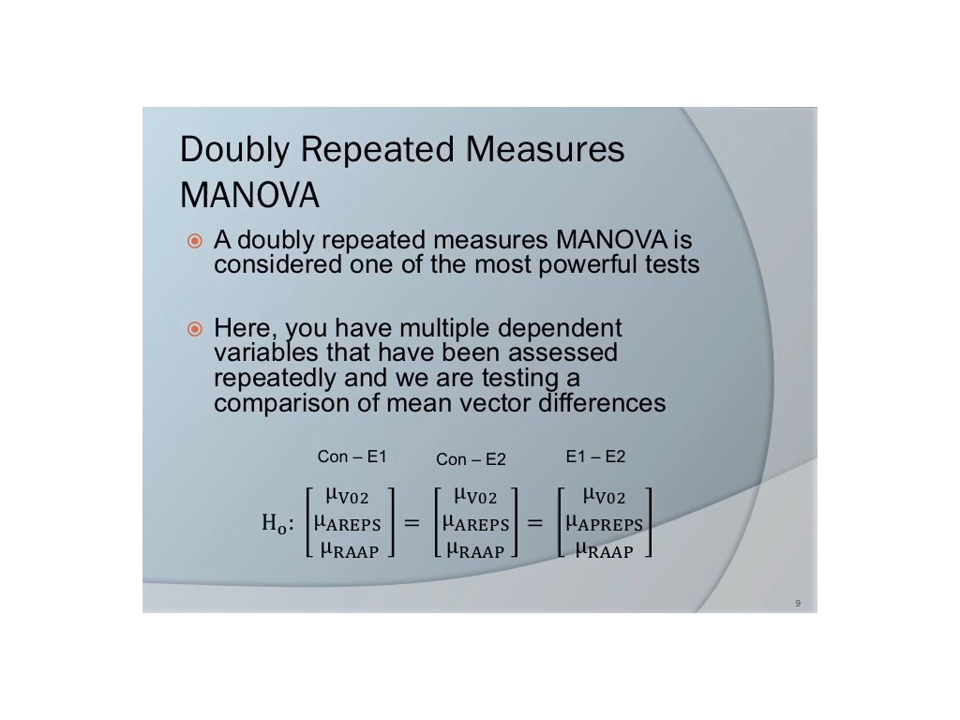 Doubly Repeated Measures
MANOVA
A doubly repeated measures MANOVA is
considered one of the most powerful tests
Here, you have multiple dependent
variables that have been assessed
repeatedly and we are testing a
comparison of mean vector differences
Con – E1 Con – E2 E1 – E2
μV02 μV02 μV02
Ho: μAREPS = μAREPS = μAPREPS
μRAAP μRAAP μRAAP
9